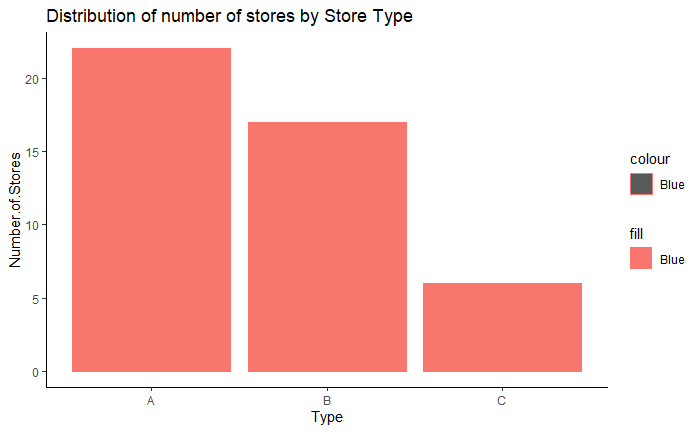 Distribution of number of stores by Store Type
Number.of.Stores
20
15
10
5
0
A B C
Type
colour
Blue
fill
Blue